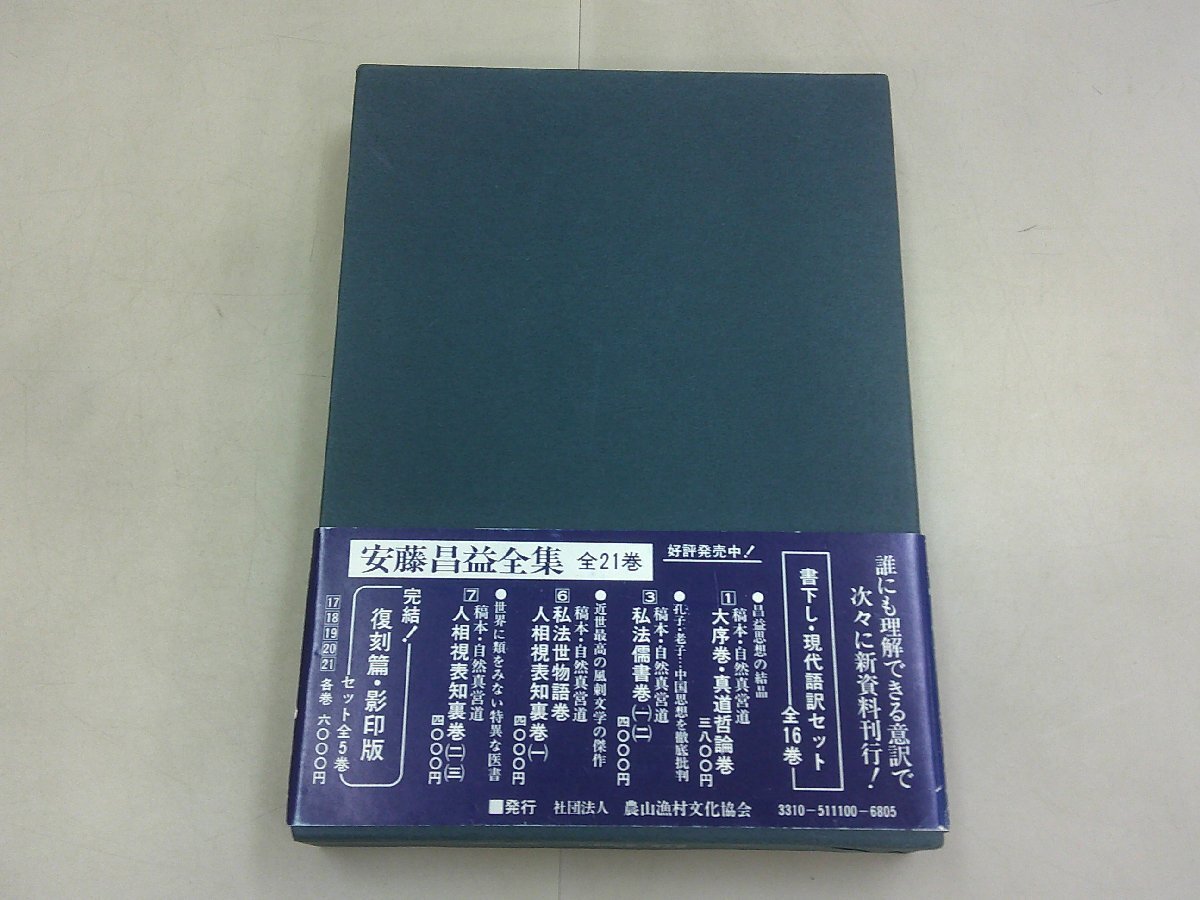 誰にも理解できる意訳で
次々に新資料刊行!
書下し・現代語訳セット
全16巻
好評発売中!
安藤昌益全集 全21巻
●昌益思想の結晶
1 稿本・自然真営道
大序巻・真道哲論巻
三八〇〇円
●孔子・老子…中国思想を徹底批判
3 稿本・自然真営道
私法儒書巻(一)(二)
四〇〇〇円
●近世最高の風刺文学の傑作
6 稿本・自然真営道
私法世物語巻
人相視表知裏巻(一)
四〇〇〇円
●世界に類をみない特異な医書
7 稿本・自然真営道
人相視表知裏巻(二)(三)
四〇〇〇円
完結!
復刻篇・影印版
セット全5巻
17 18 19 20 21 各巻 六〇〇〇円
■発行 社団法人 農山漁村文化協会 3310-511100-6805